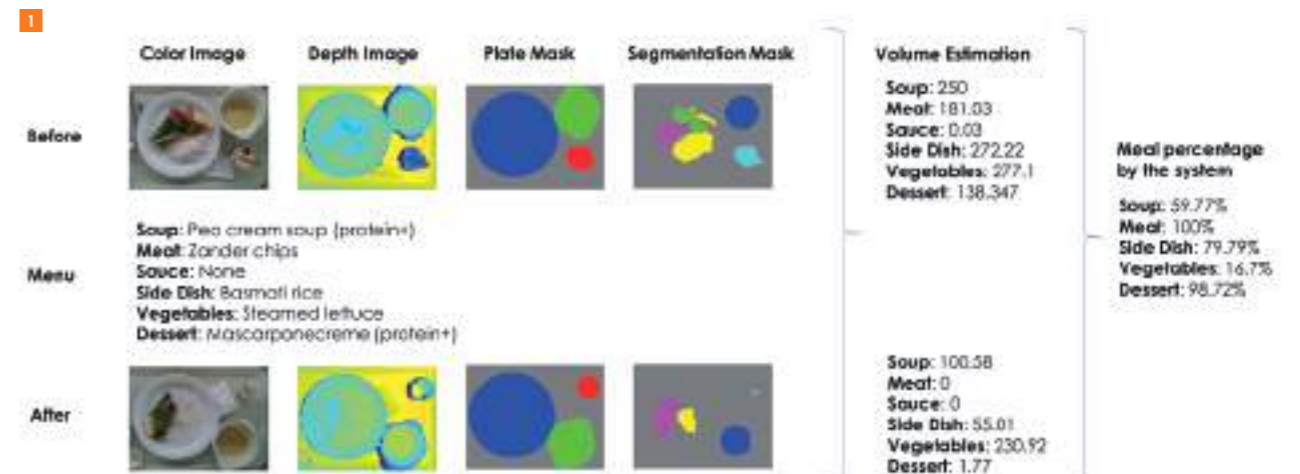 1
Color Image Depth Image Plate Mask Segmentation Mask Volume Estimation
Before
Soup: 250
Meat: 181.03
Sauce: 0.03
Side Dish: 272.22
Vegetables: 277.1
Dessert: 138.347
Meal percentage
by the system
Soup: 59.77%
Meat: 100%
Side Dish: 79.79%
Vegetables: 16.7%
Dessert: 98.72%
Menu
Soup: Pea cream soup (protein+)
Meat: Zander chips
Sauce: None
Side Dish: Basmati rice
Vegetables: Steamed lettuce
Dessert: Mascarponecreme (protein+)
After
Soup: 100.58
Meat: 0
Sauce: 0
Side Dish: 55.01
Vegetables: 230.92
Dessert: 1.77